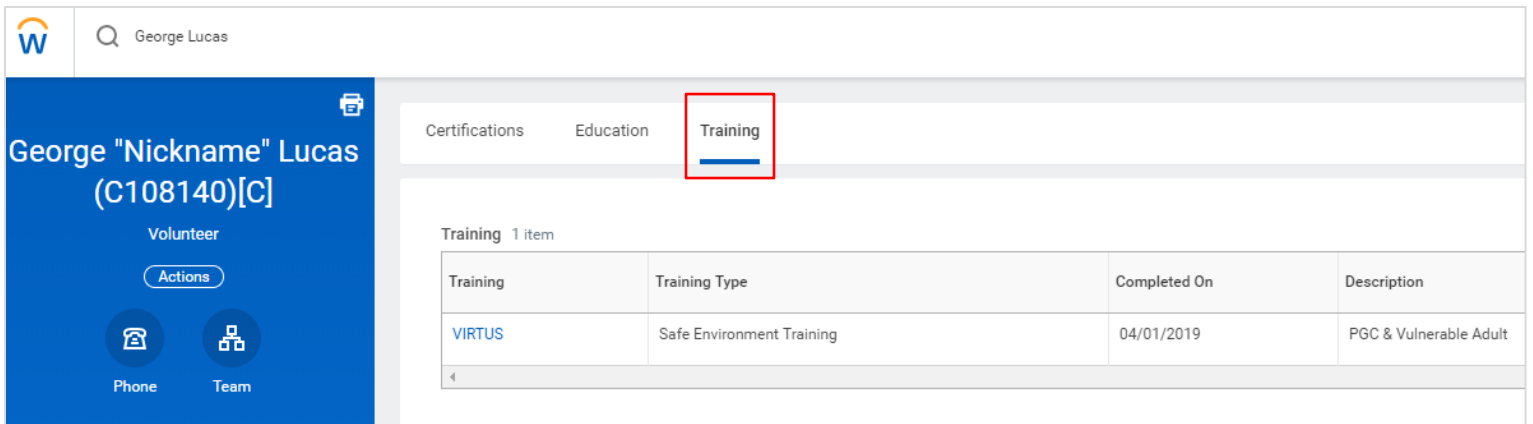 W
George Lucas
George "Nickname" Lucas
(C108140)[C]
Volunteer
Actions
Phone Team
Certifications Education Training
Training 1 item
Training Training Type Completed On Description
VIRTUS Safe Environment Training 04/01/2019 PGC & Vulnerable Adult